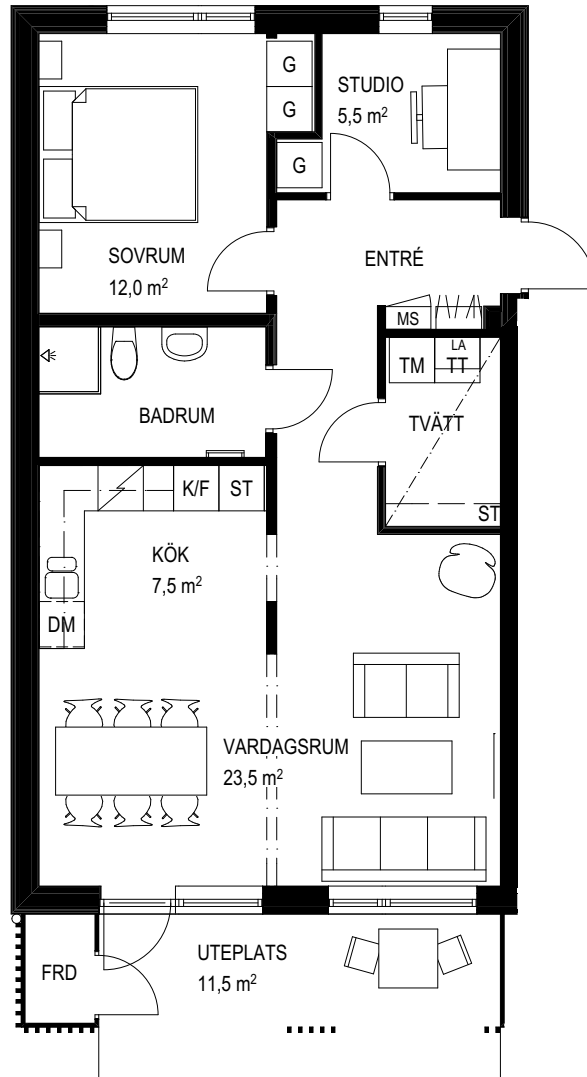 G
G
G
STUDIO
5,5 m²
SOVRUM
12,0 m²
ENTRÉ
MS
LA
TM
TT
BADRUM
TVÄTT
K/F
ST
ST
KÖK
7,5 m²
DM
VARDAGSRUM
23,5 m²
FRD
UTEPLATS
11,5 m²